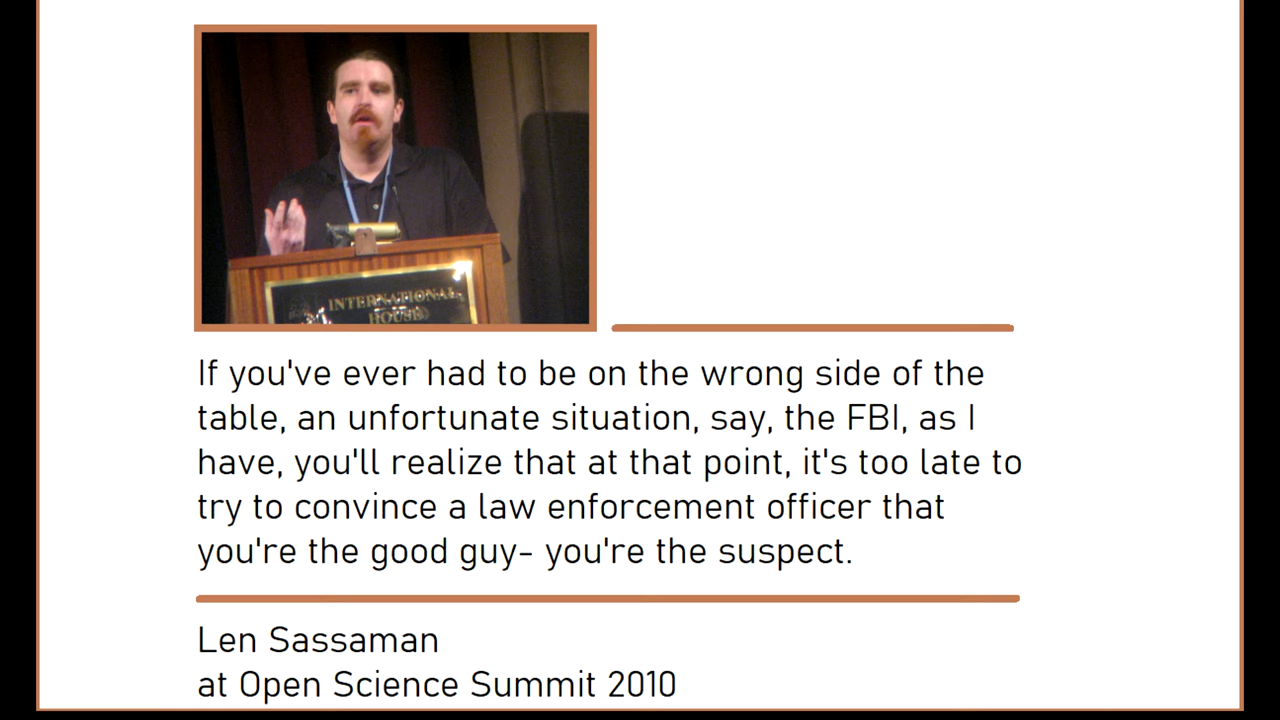 INTERNATIONAL
HOUSE
If you've ever had to be on the wrong side of the
table, an unfortunate situation, say, the FBI, as I
have, you'll realize that at that point, it's too late to
try to convince a law enforcement officer that
you're the good guy- you're the suspect.
Len Sassaman
at Open Science Summit 2010